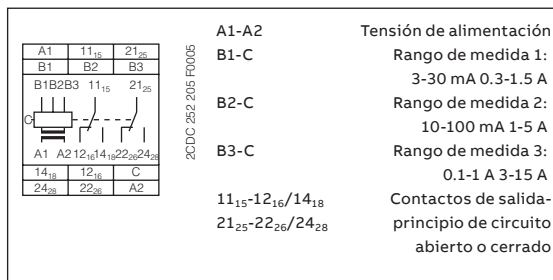 A1 11₁₅ 21₂₅
B1 B2 B3
B1B2B3 11₁₅ 21₂₅
C
A1 A2 12₁₆14₁₈22₂₆24₂₈
14₁₈ 12₁₆ C
24₂₈ 22₂₆ A2
2CDC 252 205 F0005
A1-A2 Tensión de alimentación
B1-C Rango de medida 1:
3-30 mA 0.3-1.5 A
B2-C Rango de medida 2:
10-100 mA 1-5 A
B3-C Rango de medida 3:
0.1-1 A 3-15 A
11₁₅-12₁₆/14₁₈ Contactos de salida-
21₂₅-22₂₆/24₂₈ principio de circuito
abierto o cerrado